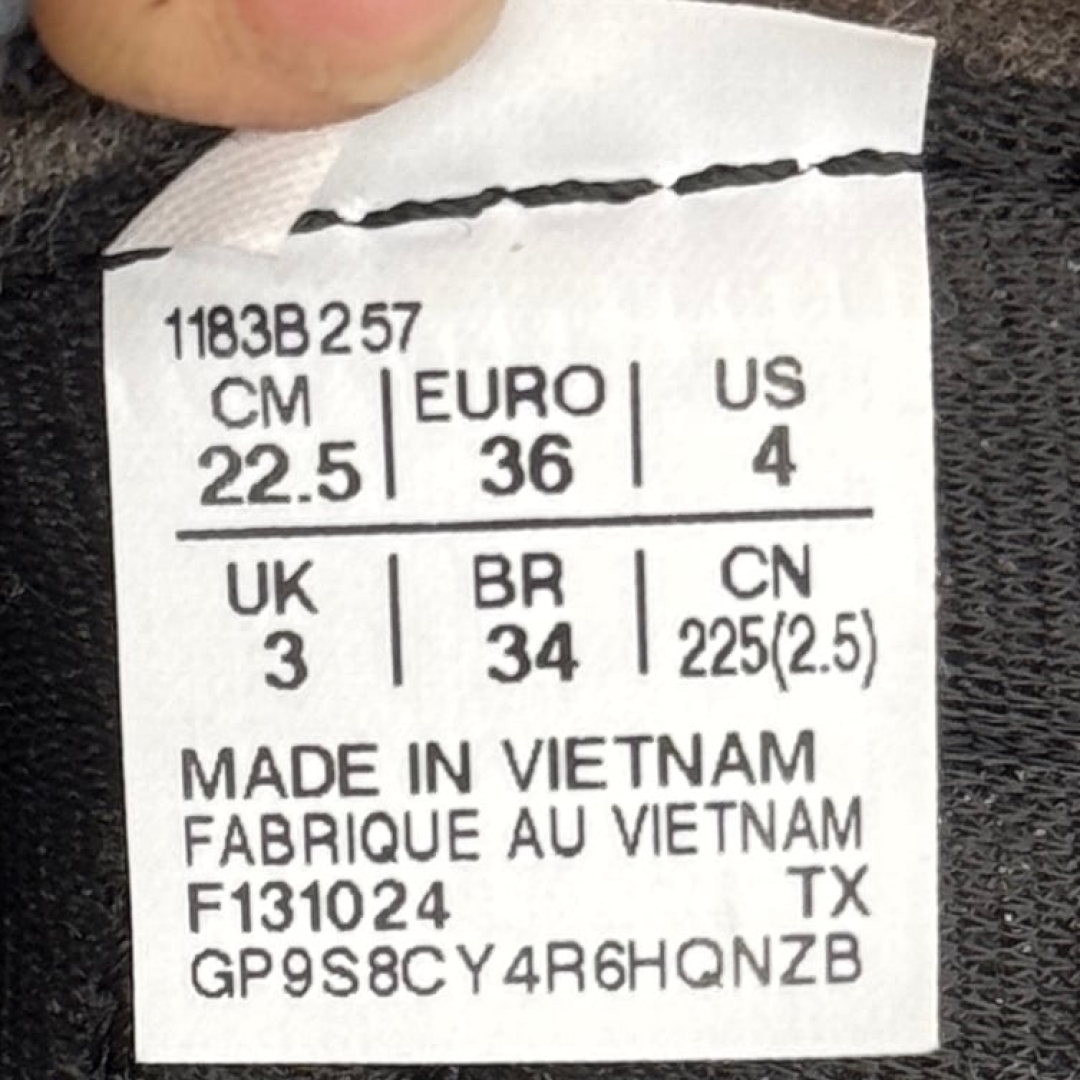 1183B257
CM | EURO | US
22.5 | 36 | 4
UK | BR | CN
3 | 34 | 225(2.5)
MADE IN VIETNAM
FABRIQUE AU VIETNAM
F131024 TX
GP9S8CY4R6HQNZB